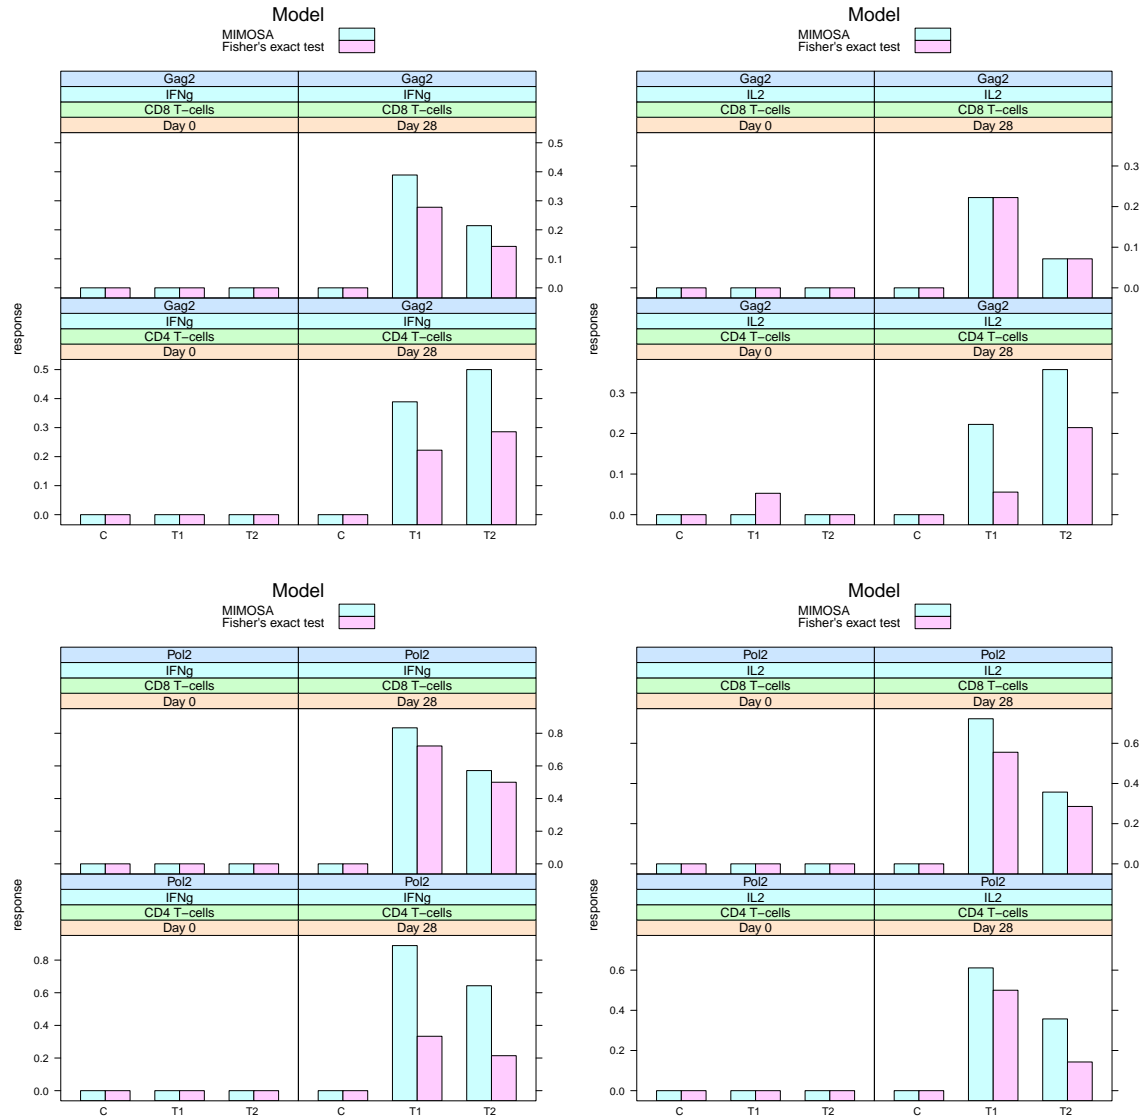 Model
MIMOSA
Fisher's exact test
Gag2 Gag2
IFNg IFNg
CD8 T−cells CD8 T−cells
Day 0 Day 28
0.5
0.4
0.3
0.2
0.1
0.0
Gag2 Gag2
IFNg IFNg
CD4 T−cells CD4 T−cells
Day 0 Day 28
response
0.5
0.4
0.3
0.2
0.1
0.0
C T1 T2 C T1 T2
Model
MIMOSA
Fisher's exact test
Gag2 Gag2
IL2 IL2
CD8 T−cells CD8 T−cells
Day 0 Day 28
0.3
0.2
0.1
0.0
Gag2 Gag2
IL2 IL2
CD4 T−cells CD4 T−cells
Day 0 Day 28
response
0.3
0.2
0.1
0.0
C T1 T2 C T1 T2
Model
MIMOSA
Fisher's exact test
Pol2 Pol2
IFNg IFNg
CD8 T−cells CD8 T−cells
Day 0 Day 28
0.8
0.6
0.4
0.2
0.0
Pol2 Pol2
IFNg IFNg
CD4 T−cells CD4 T−cells
Day 0 Day 28
response
0.8
0.6
0.4
0.2
0.0
C T1 T2 C T1 T2
Model
MIMOSA
Fisher's exact test
Pol2 Pol2
IL2 IL2
CD8 T−cells CD8 T−cells
Day 0 Day 28
0.6
0.4
0.2
0.0
Pol2 Pol2
IL2 IL2
CD4 T−cells CD4 T−cells
Day 0 Day 28
response
0.6
0.4
0.2
0.0
C T1 T2 C T1 T2